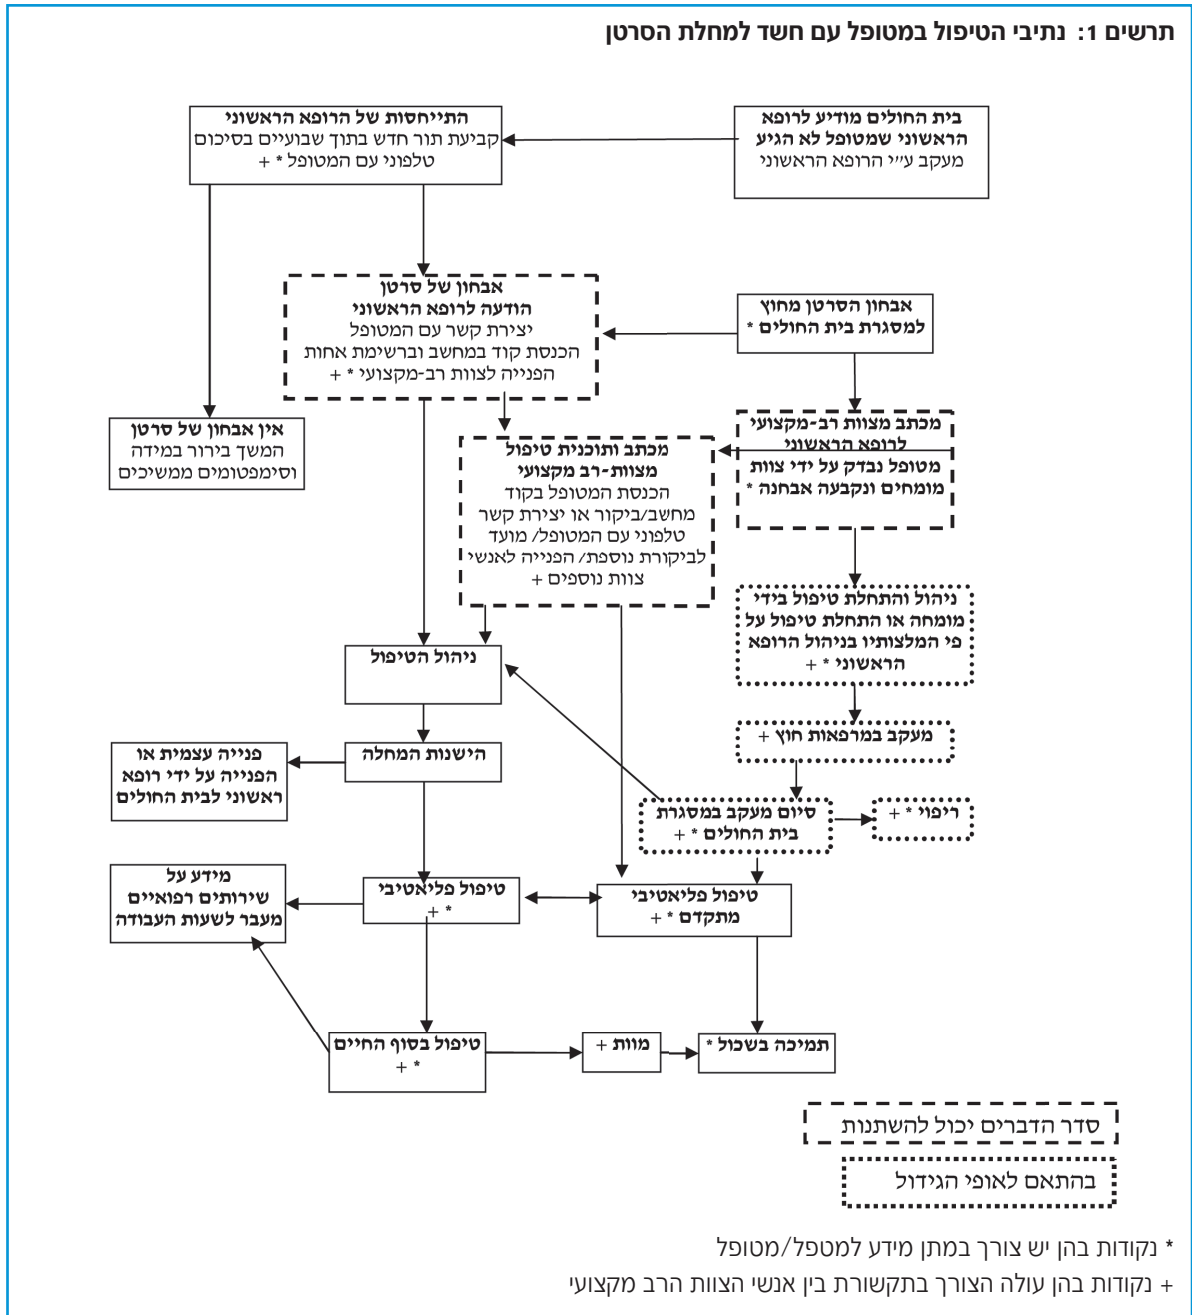 תרשים 1: נתיבי הטיפול במטופל עם חשד למחלת הסרטן
בית החולים מודיע לרופא
הראשוני שמטופל לא הגיע
מעקב ע״י הרופא הראשוני
התייחסות של הרופא הראשוני
קביעת תור חדש בתוך שבועיים בסיכום
טלפוני עם המטופל * +
אבחון של סרטן
הודעה לרופא הראשוני
יצירת קשר עם המטופל
הכנסת קוד במחשב וברשימת אחות
הפנייה לצוות רב-מקצועי * +
אבחון הסרטן מחוץ
למסגרת בית החולים *
מכתב מצוות רב-מקצועי
לרופא הראשוני
מטופל נבדק על ידי צוות
מומחים ונקבעה אבחנה *
מכתב ותוכנית טיפול
מצוות-רב מקצועי
הכנסת המטופל בקוד
מחשב/ביקור או יצירת קשר
טלפוני עם המטופל/ מועד
לביקורת נוספת/ הפנייה לאנשי
צוות נוספים +
אין אבחון של סרטן
המשך בירור במידה
וסימפטומים ממשיכים
ניהול והתחלת טיפול בידי
מומחה או התחלת טיפול על
פי המלצותיו בניהול הרופא
הראשוני * +
ניהול הטיפול
מעקב במרפאות חוץ +
הישנות המחלה
פנייה עצמית או
הפנייה על ידי רופא
ראשוני לבית החולים
סיום מעקב במסגרת
בית החולים * +
ריפוי * +
טיפול פליאטיבי
מתקדם * +
טיפול פליאטיבי
* +
מידע על
שירותים רפואיים
מעבר לשעות העבודה
טיפול בסוף החיים
* +
מוות +
תמיכה בשכול *
סדר הדברים יכול להשתנות
בהתאם לאופי הגידול
* נקודות בהן יש צורך במתן מידע למטפל/מטופל
+ נקודות בהן עולה הצורך בתקשורת בין אנשי הצוות הרב מקצועי